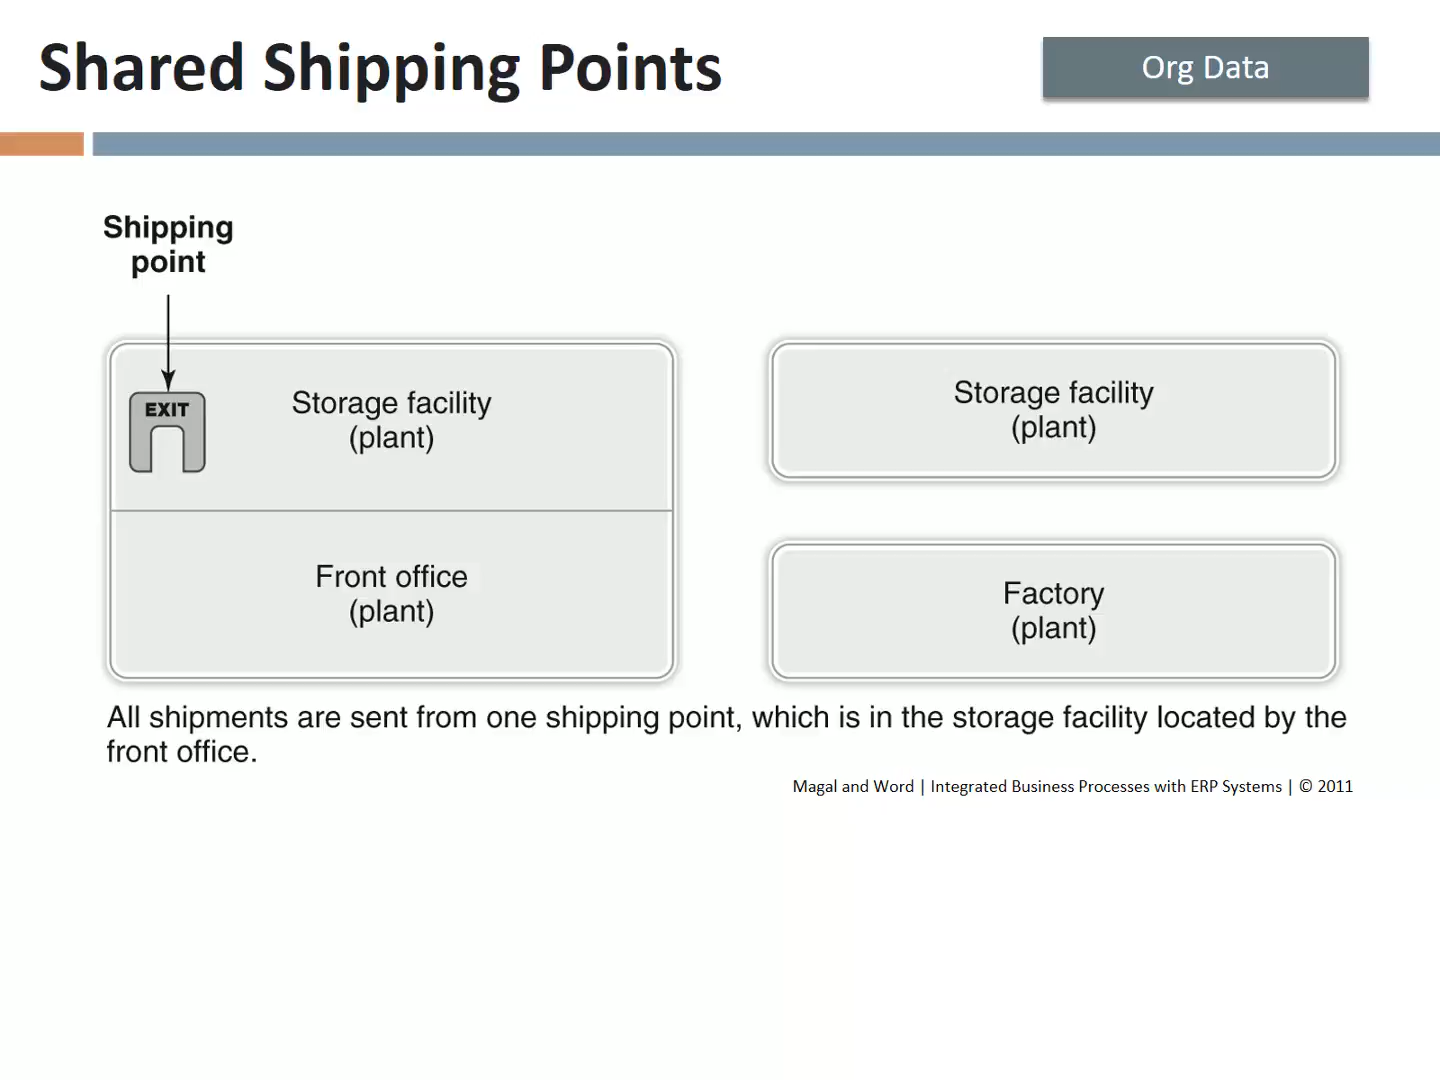 Shared Shipping Points
Org Data
Shipping
point
EXIT
Storage facility
(plant)
Front office
(plant)
Storage facility
(plant)
Factory
(plant)
All shipments are sent from one shipping point, which is in the storage facility located by the
front office.
Magal and Word | Integrated Business Processes with ERP Systems | © 2011